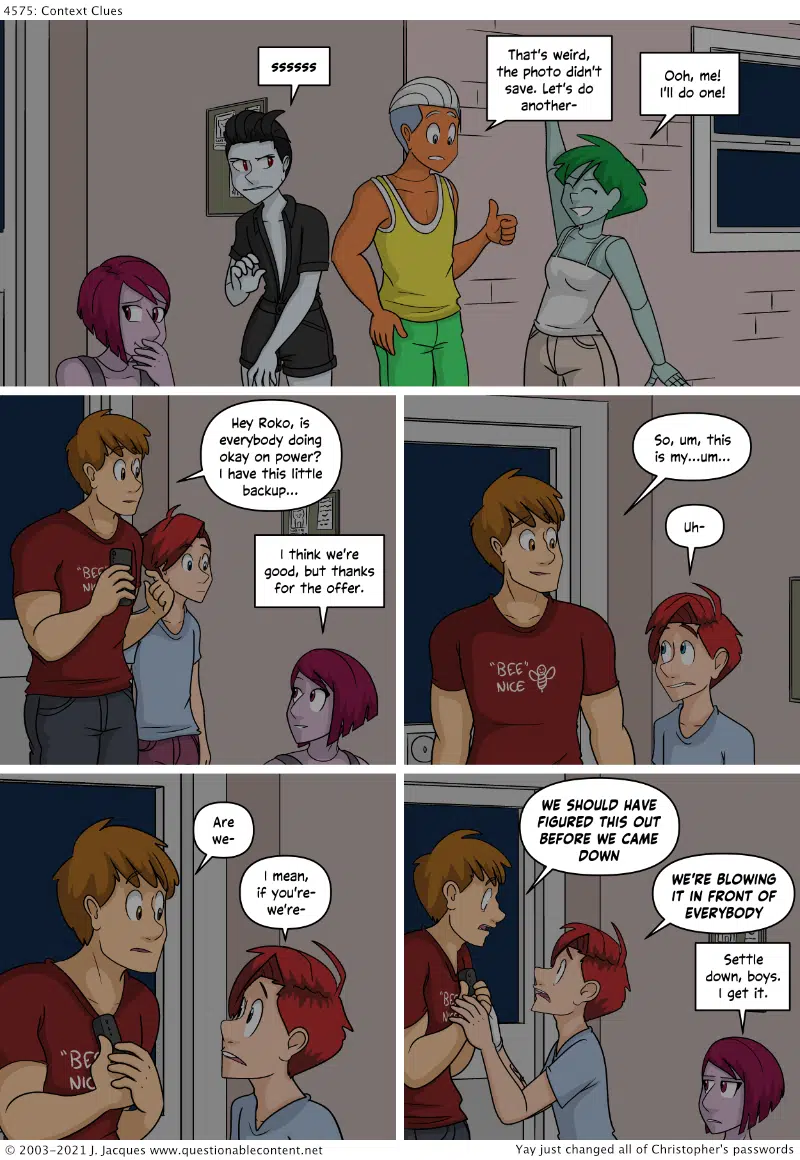 4575: Context Clues
ssssss
That's weird,
the photo didn't
save. Let's do
another-
Ooh, me!
I'll do one!
Hey Roko, is
everybody doing
okay on power?
I have this little
backup...
"BEE
NI
I think we're
good, but thanks
for the offer.
So, um, this
is my...um...
Uh-
"BEE"
NICE
Are
we-
I mean,
if you're-
we're-
"BE
NIC
WE SHOULD HAVE
FIGURED THIS OUT
BEFORE WE CAME
DOWN
WE'RE BLOWING
IT IN FRONT OF
EVERYBODY
"BE
N
Settle
down, boys.
I get it.
© 2003-2021 J. Jacques www.questionablecontent.net
Yay just changed all of Christopher's passwords